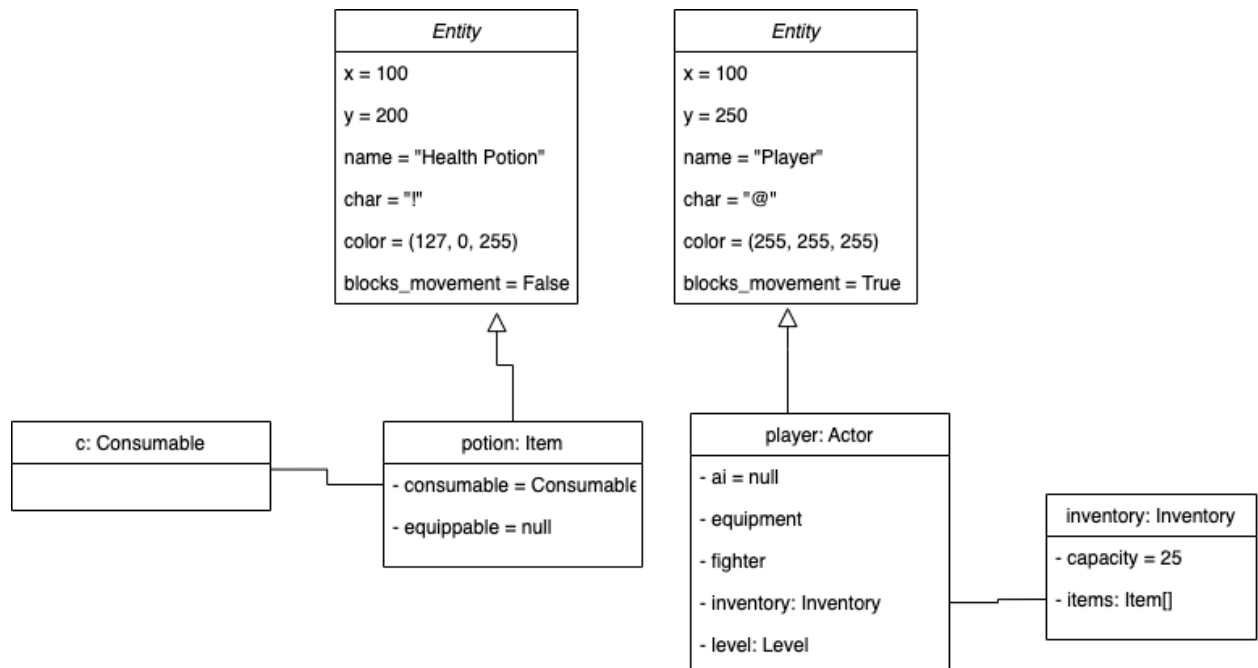 Entity
x = 100
y = 200
name = "Health Potion"
char = "!"
color = (127, 0, 255)
blocks_movement = False
Entity
x = 100
y = 250
name = "Player"
char = "@"
color = (255, 255, 255)
blocks_movement = True
c: Consumable
potion: Item
- consumable = Consumable
- equippable = null
player: Actor
- ai = null
- equipment
- fighter
- inventory: Inventory
- level: Level
inventory: Inventory
- capacity = 25
- items: Item[]